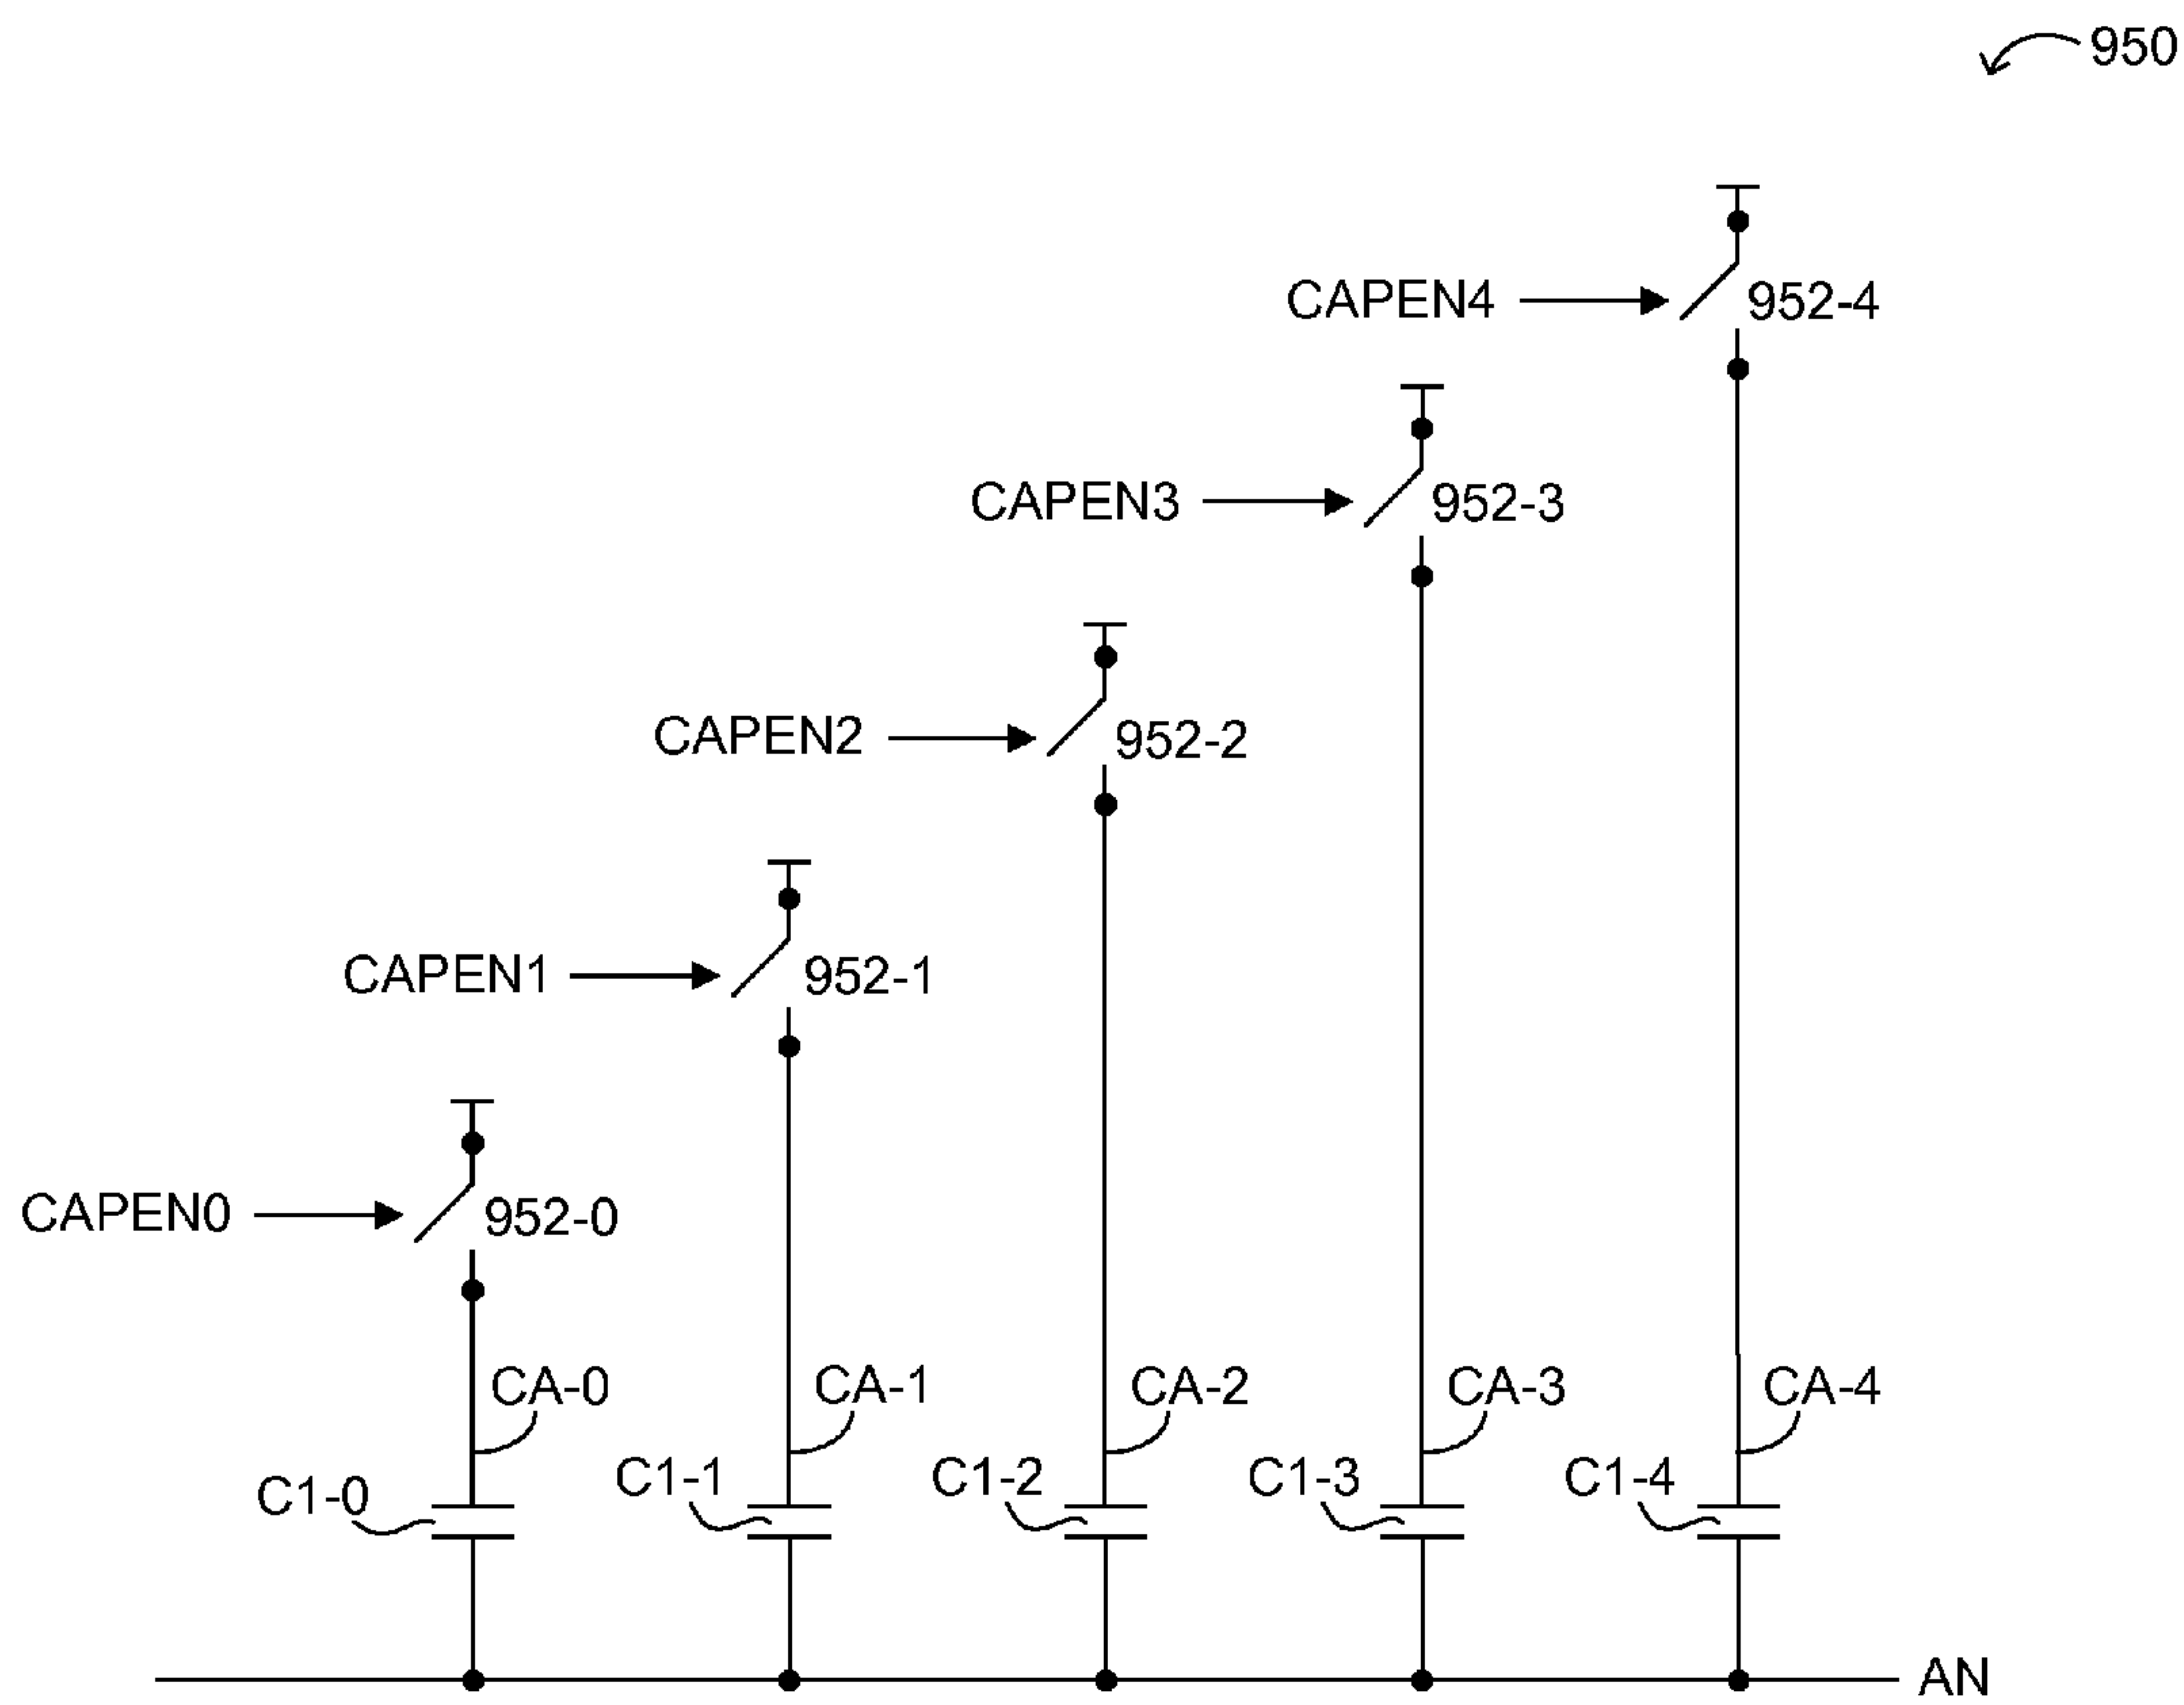 950
CAPEN4 952-4
CAPEN3 952-3
CAPEN2 952-2
CAPEN1 952-1
CAPEN0 952-0
CA-0 CA-1 CA-2 CA-3 CA-4
C1-0 C1-1 C1-2 C1-3 C1-4
AN